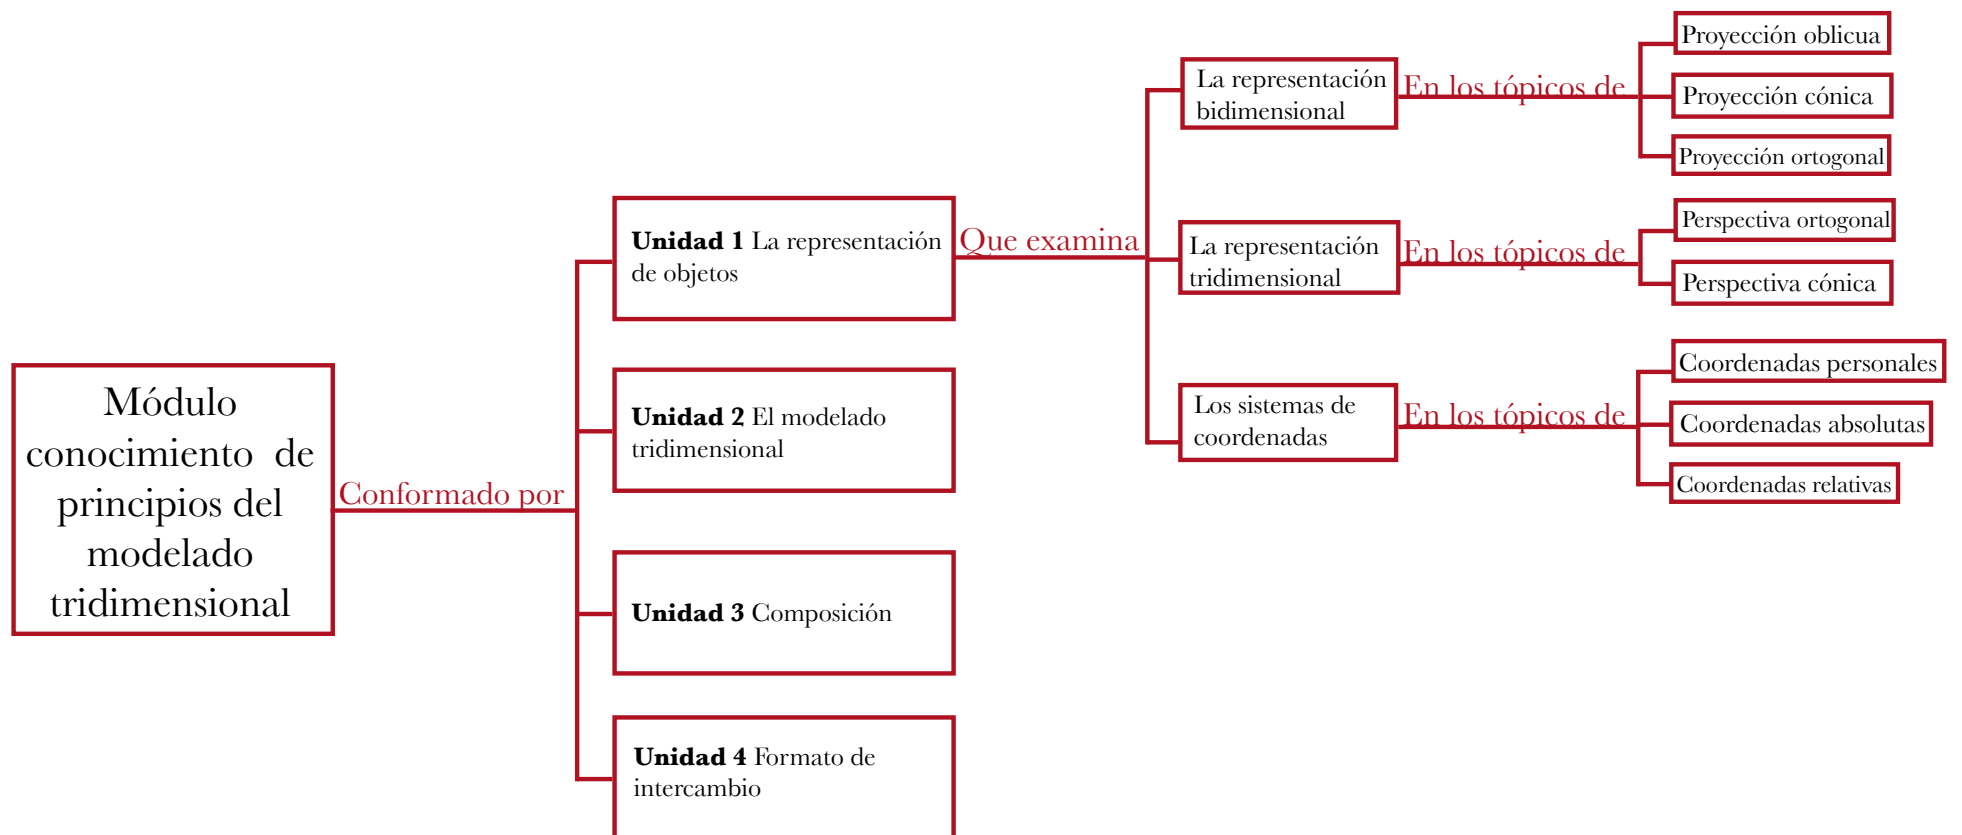 Módulo
conocimiento de
principios del
modelado
tridimensional
Conformado por
Unidad 1 La representación
de objetos
Unidad 2 El modelado
tridimensional
Unidad 3 Composición
Unidad 4 Formato de
intercambio
Que examina
La representación
bidimensional
En los tópicos de
Proyección oblicua
Proyección cónica
Proyección ortogonal
La representación
tridimensional
En los tópicos de
Perspectiva ortogonal
Perspectiva cónica
Los sistemas de
coordenadas
En los tópicos de
Coordenadas personales
Coordenadas absolutas
Coordenadas relativas